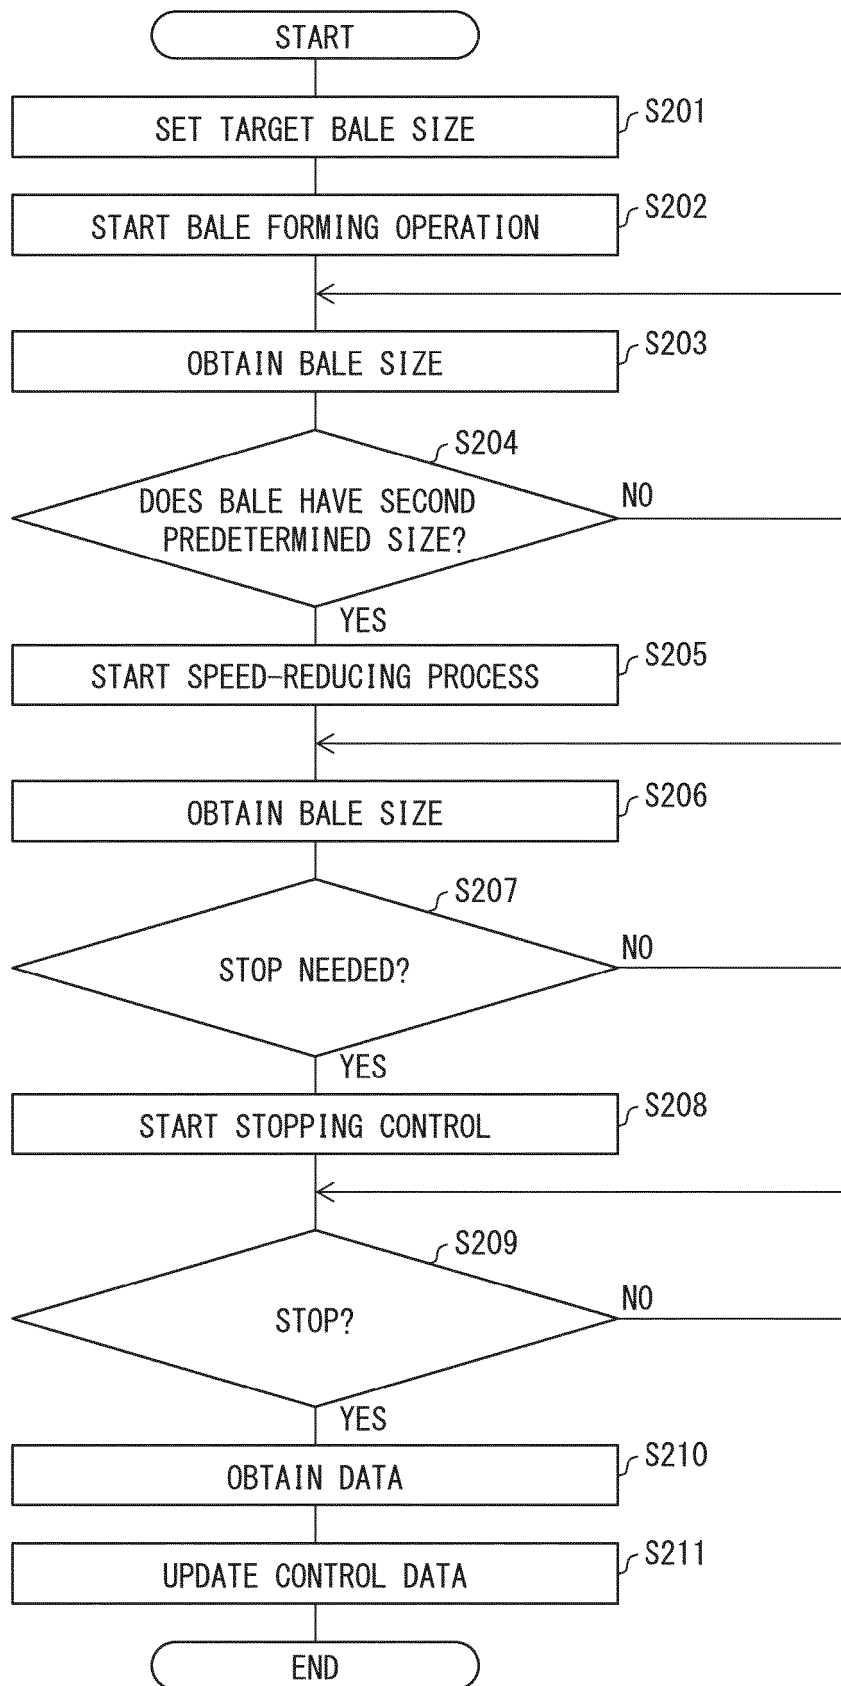 START
SET TARGET BALE SIZE
S201
START BALE FORMING OPERATION
S202
OBTAIN BALE SIZE
S203
S204
DOES BALE HAVE SECOND
PREDETERMINED SIZE?
NO
YES
START SPEED-REDUCING PROCESS
S205
OBTAIN BALE SIZE
S206
S207
STOP NEEDED?
NO
YES
START STOPPING CONTROL
S208
S209
STOP?
NO
YES
OBTAIN DATA
S210
UPDATE CONTROL DATA
S211
END